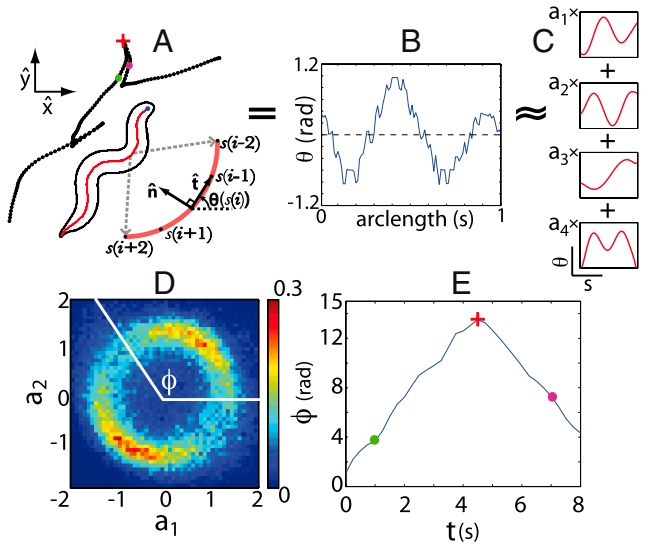 A
ŷ
x̂
s(i-2)
s(i-1)
t̂
n̂
θ(s(i))
s(i+1)
s(i+2)
=
B
1.2
θ (rad)
-1.2
0
1
arclength (s)
≈
C
a1×
+
a2×
+
a3×
+
a4×
θ
s
D
2
1
0
-1
-2
a2
ϕ
-2 -1 0 1 2
a1
0.3
0
E
15
12
8
4
0
ϕ (rad)
0 2 4 6 8
t(s)